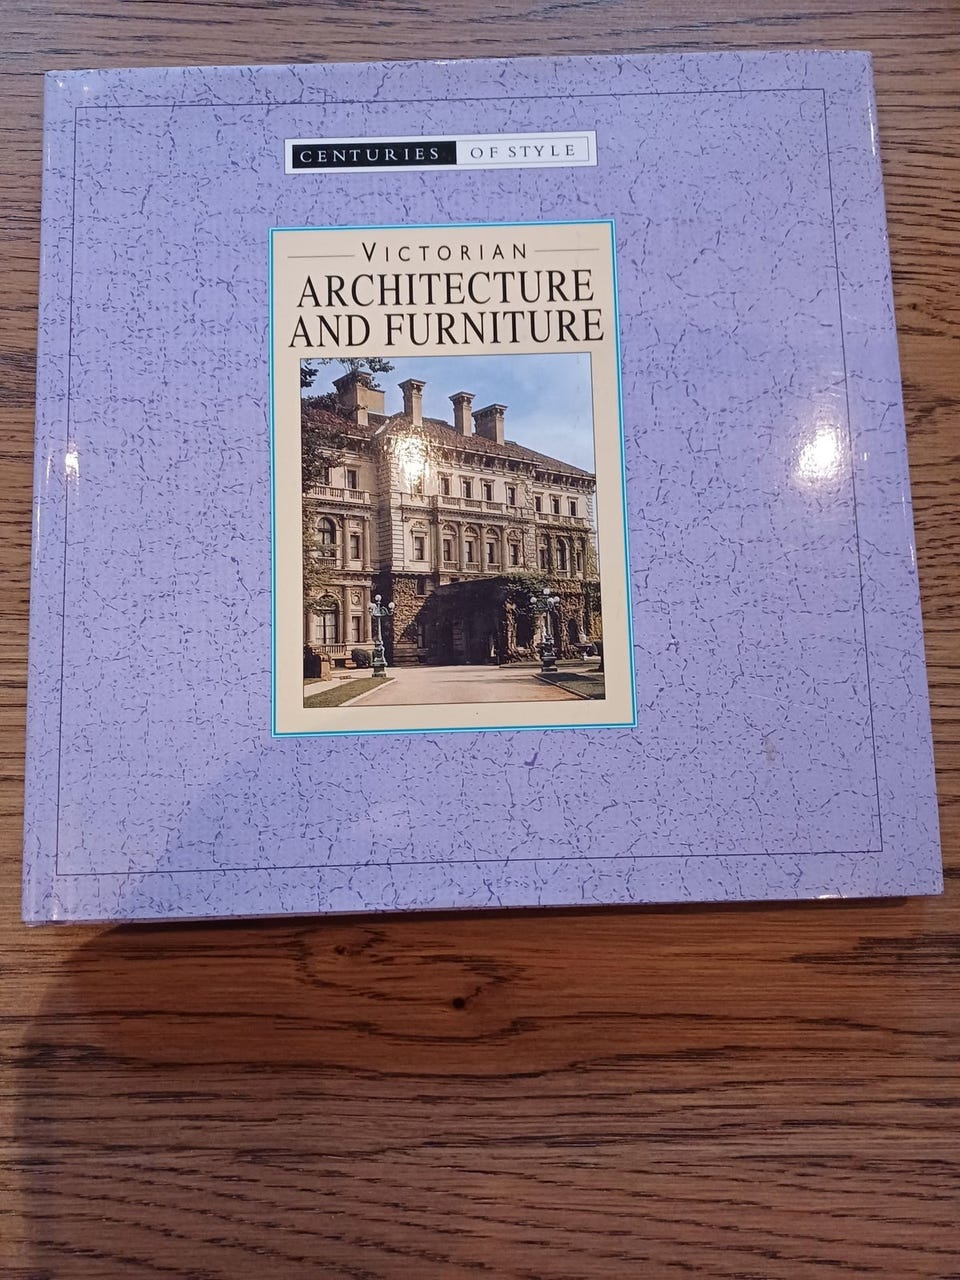 CENTURIES OF STYLE
VICTORIAN
ARCHITECTURE
AND FURNITURE